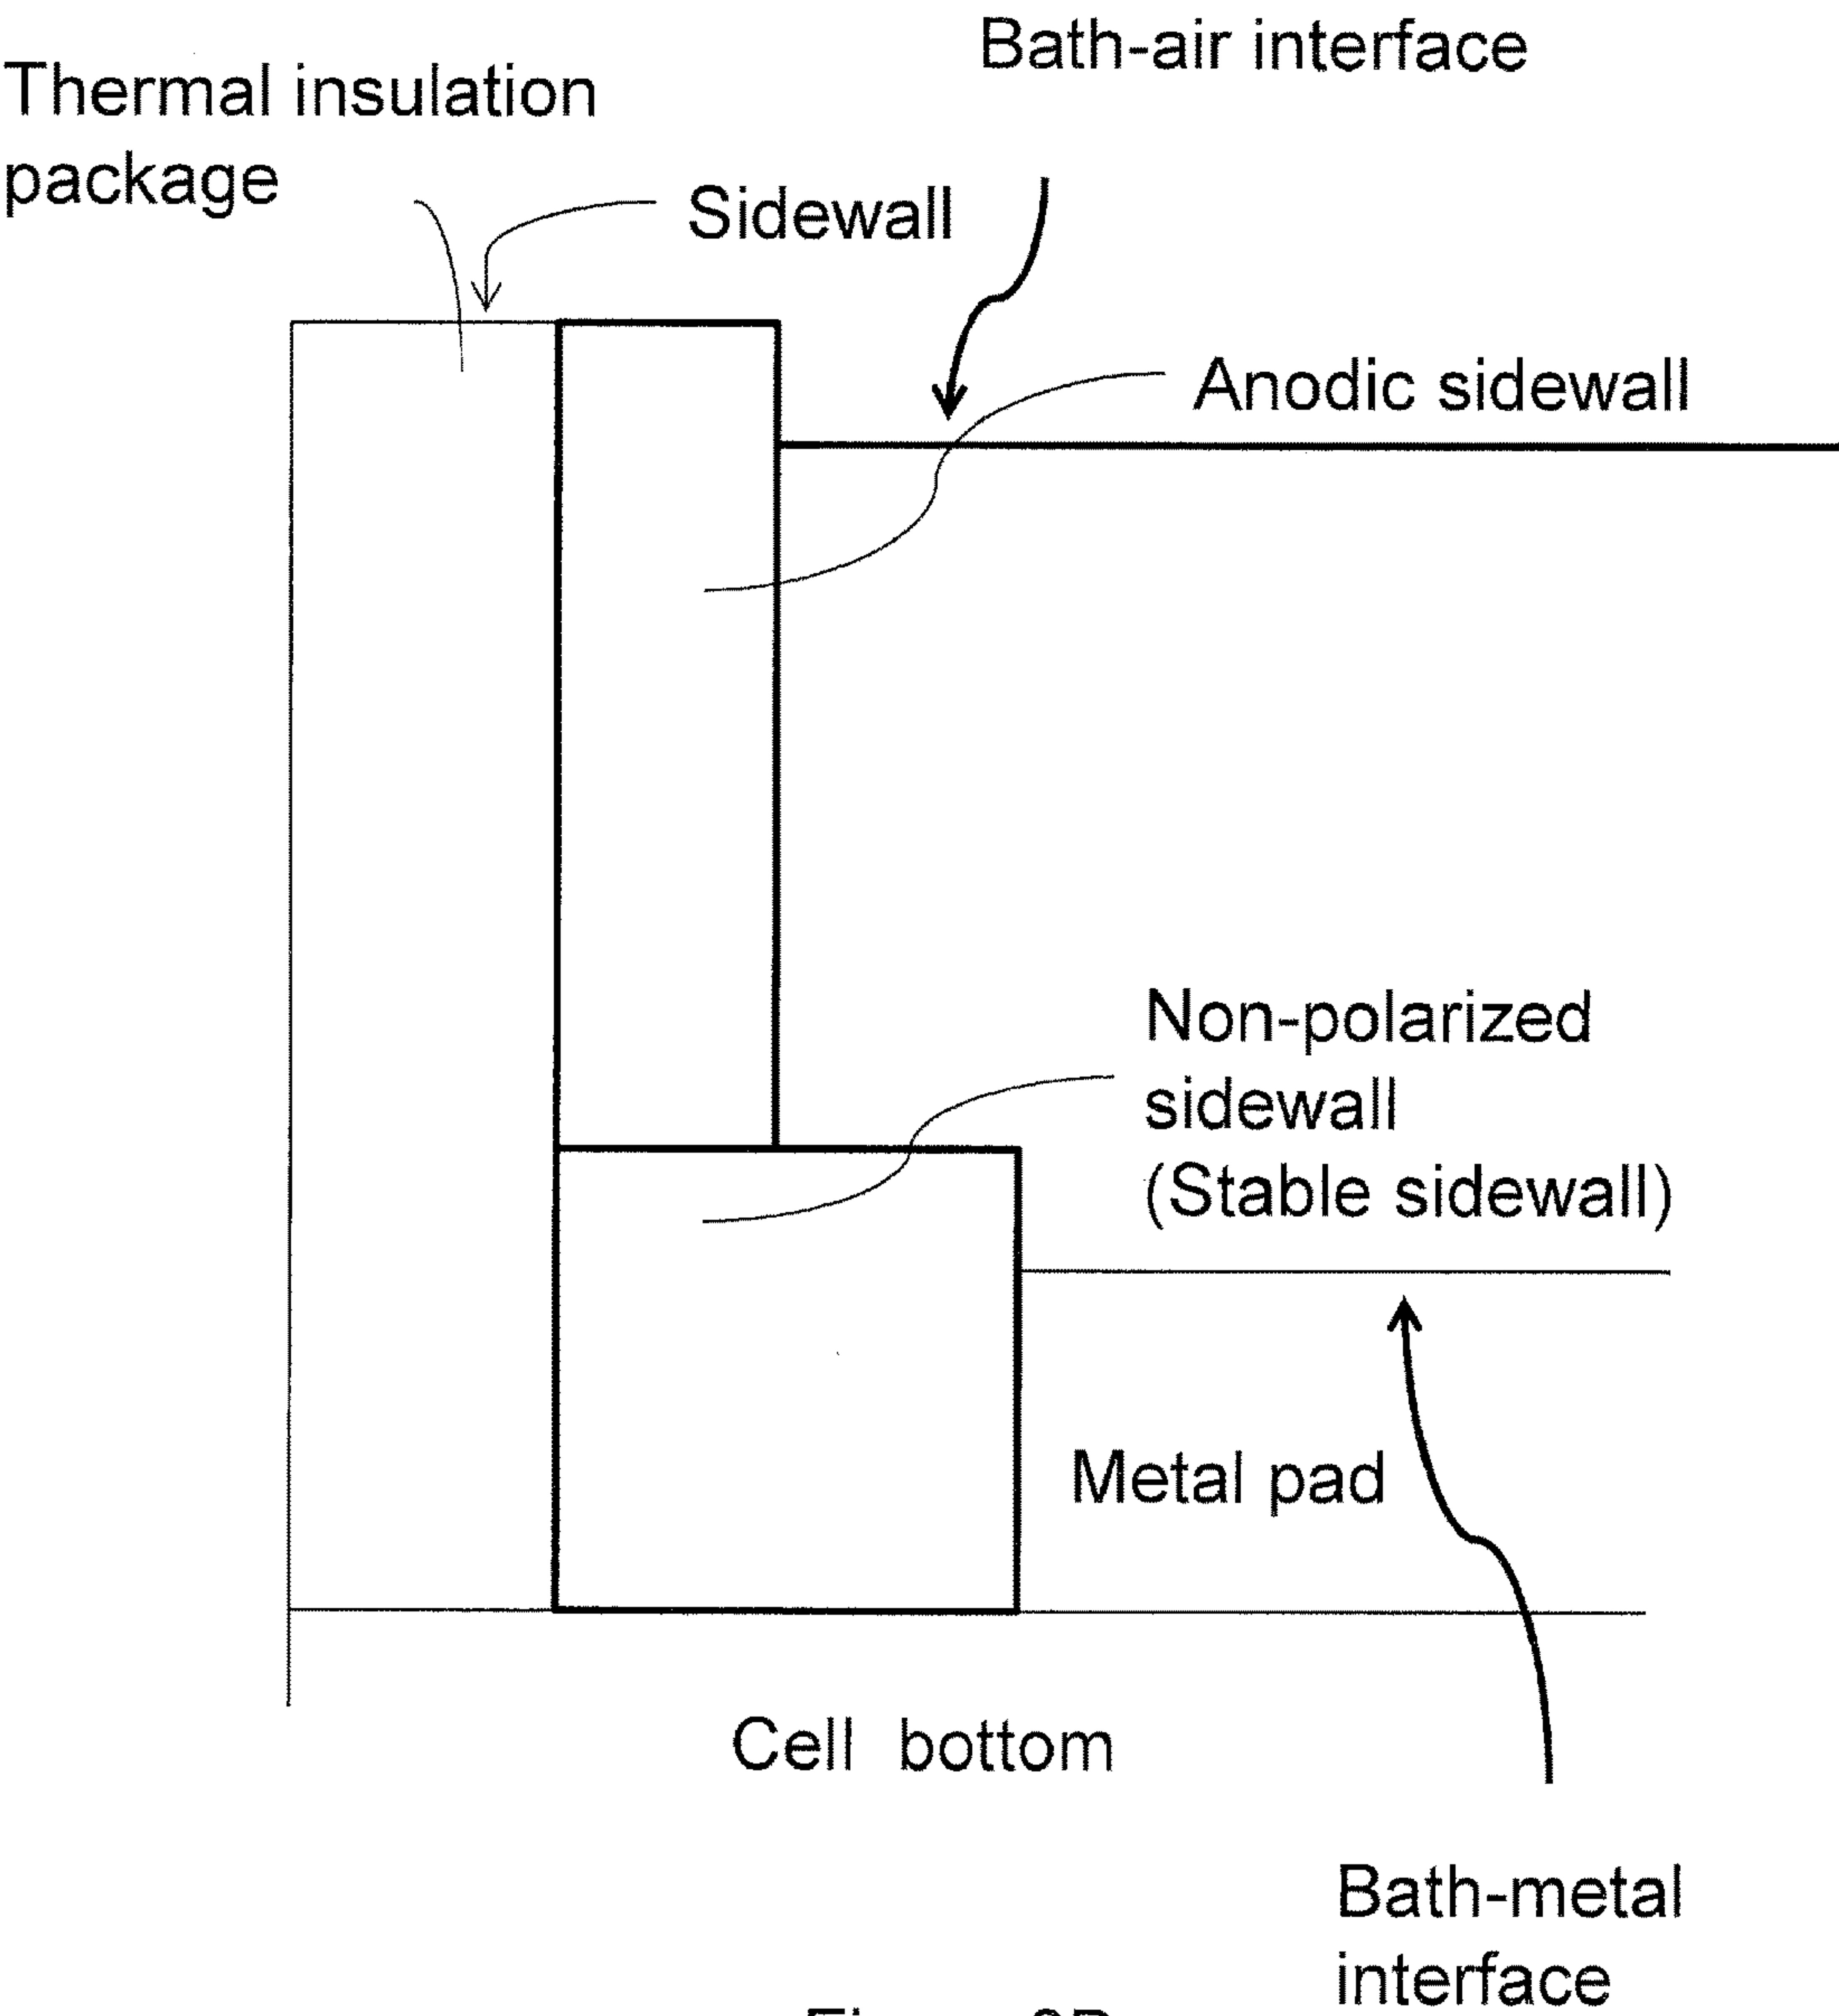 Bath-air interface
Thermal insulation
package
Sidewall
Anodic sidewall
Non-polarized
sidewall
(Stable sidewall)
Metal pad
Cell bottom
Bath-metal
interface